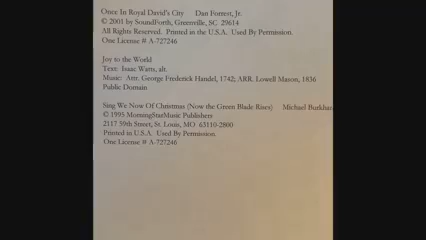 Once In Royal David's City Dan Forrest, Jr.
© 2001 by SoundForth, Greenville, SC 29614
All Rights Reserved. Printed in the U.S.A. Used By Permission.
One License # A-727246
Joy to the World
Text: Isaac Watts, alt.
Music: Attr. George Frederick Handel, 1742; ARR. Lowell Mason, 1836
Public Domain
Sing We Now Of Christmas (Now the Green Blade Rises) Michael
© 1995 MorningStarMusic Publishers
2117 59th Street, St. Louis, MO 63110-2800
Printed in U.S.A. Used By Permission.
One License # A-727246